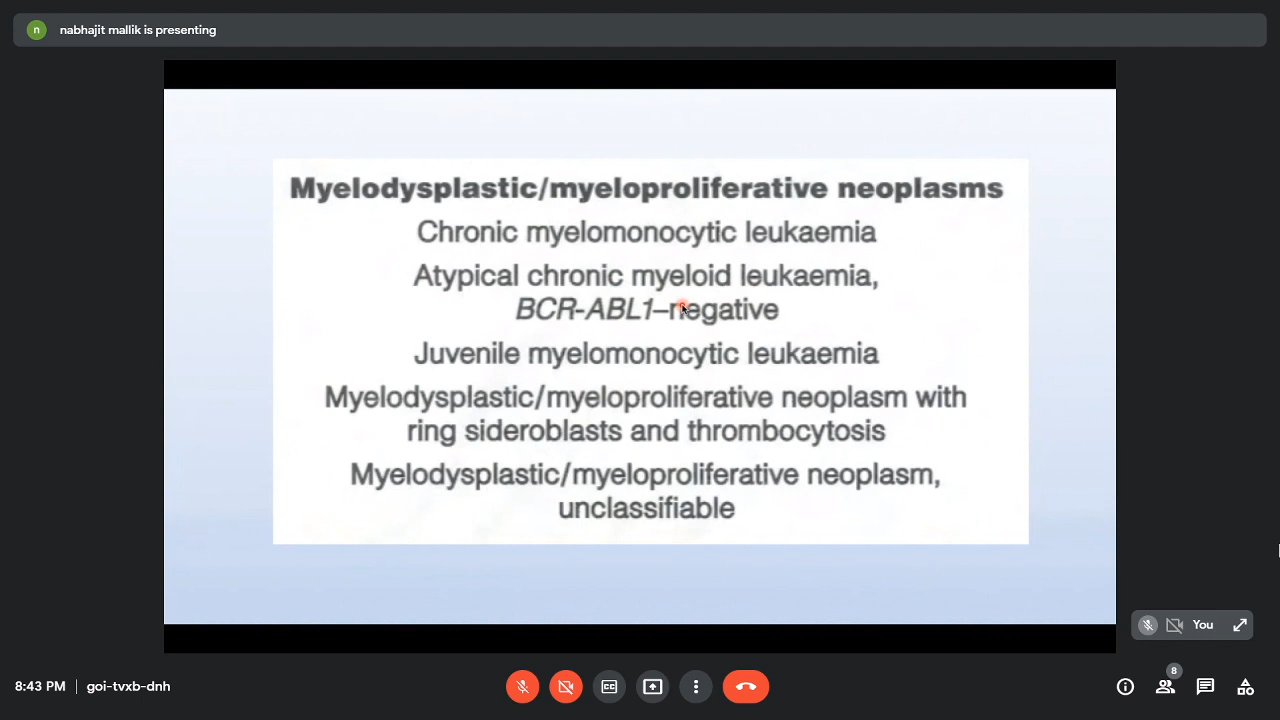 n
nabhajit mallik is presenting
Myelodysplastic/myeloproliferative neoplasms
Chronic myelomonocytic leukaemia
Atypical chronic myeloid leukaemia,
BCR-ABL1–negative
Juvenile myelomonocytic leukaemia
Myelodysplastic/myeloproliferative neoplasm with
ring sideroblasts and thrombocytosis
Myelodysplastic/myeloproliferative neoplasm,
unclassifiable
You
8:43 PM
goi-tvxb-dnh
CC
8